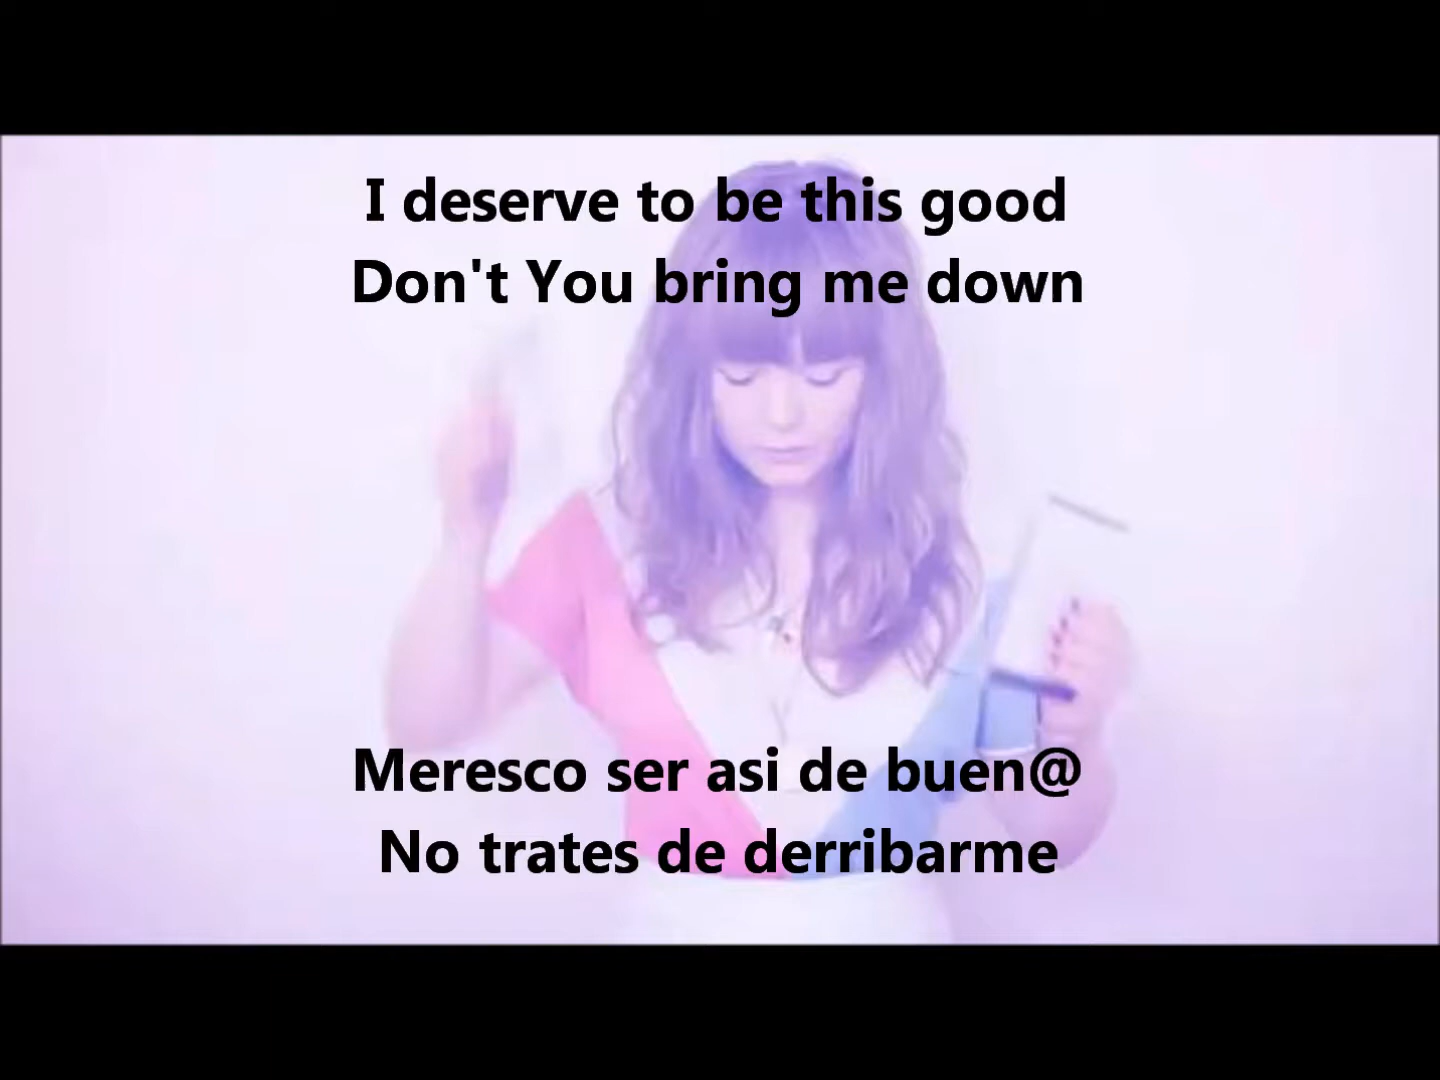 I deserve to be this good
Don't You bring me down
Meresco ser asi de buen@
No trates de derribarme